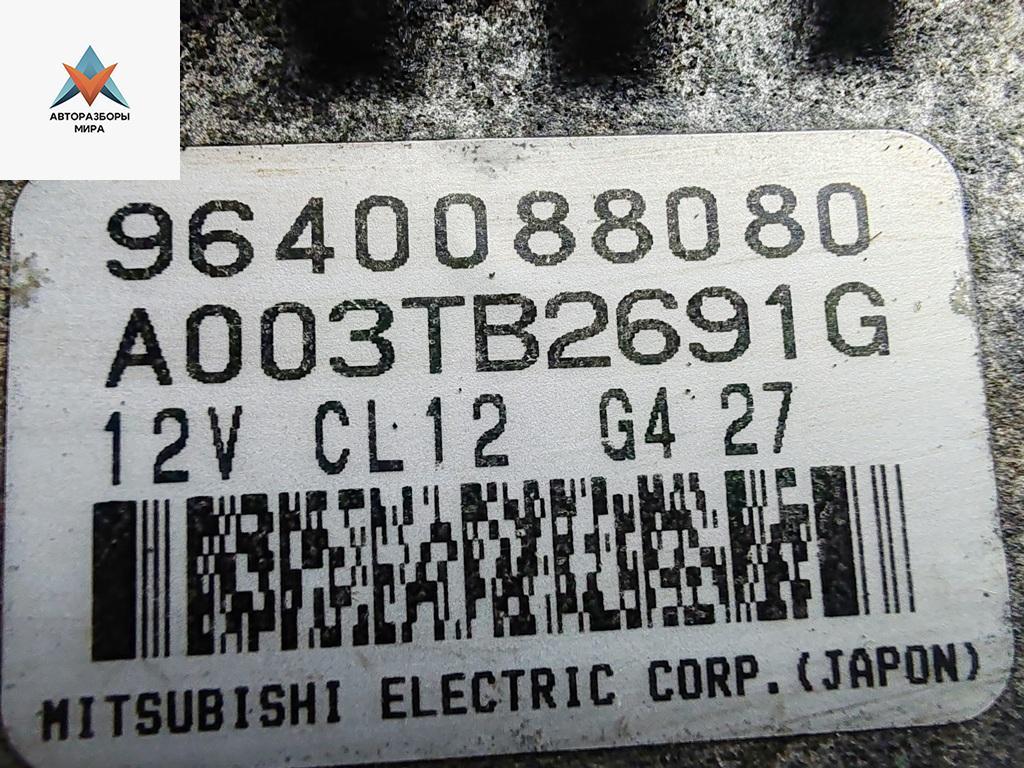 АВТОРАЗБОРЫ
МИРА
9640088080
A003TB2691G
12V CL12 G4 27
MITSUBISHI ELECTRIC CORP.(JAPON)